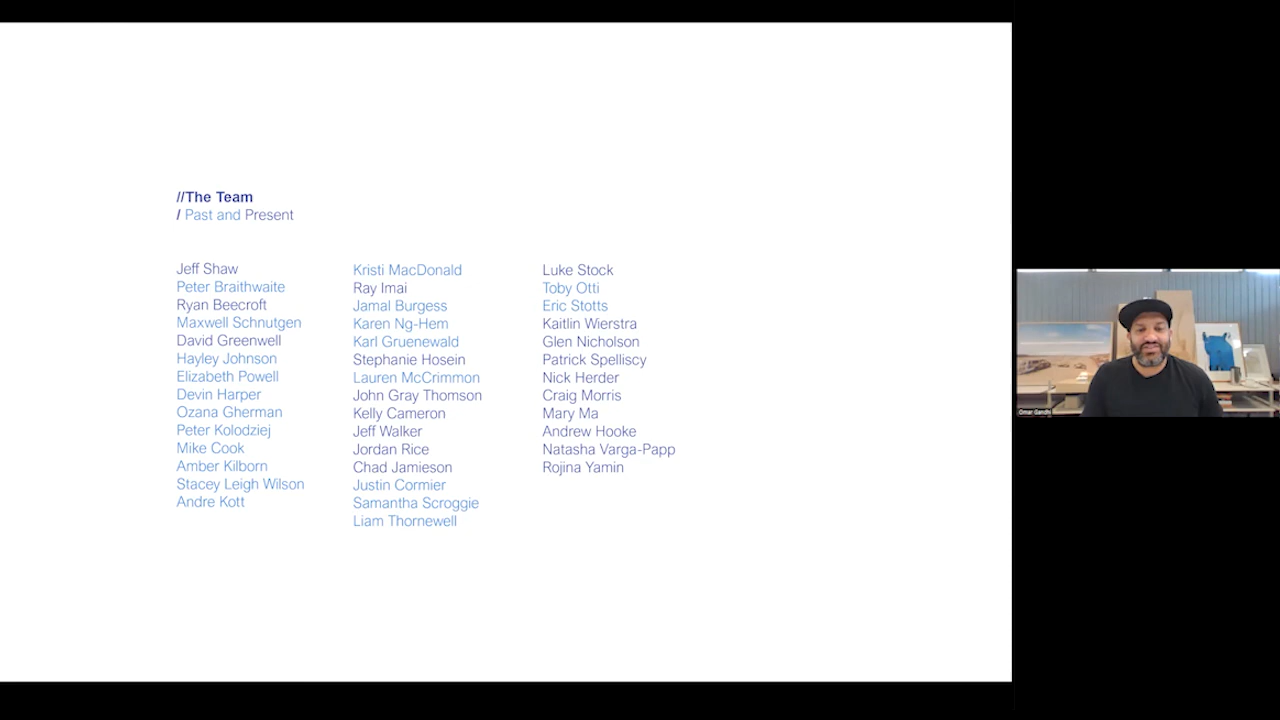 //The Team
/ Past and Present
Jeff Shaw
Peter Braithwaite
Ryan Beecroft
Maxwell Schnutgen
David Greenwell
Hayley Johnson
Elizabeth Powell
Devin Harper
Ozana Gherman
Peter Kolodziej
Mike Cook
Amber Kilborn
Stacey Leigh Wilson
Andre Kott
Kristi MacDonald
Ray Imai
Jamal Burgess
Karen Ng-Hem
Karl Gruenewald
Stephanie Hosein
Lauren McCrimmon
John Gray Thomson
Kelly Cameron
Jeff Walker
Jordan Rice
Chad Jamieson
Justin Cormier
Samantha Scroggie
Liam Thornewell
Luke Stock
Toby Otti
Eric Stotts
Kaitlin Wierstra
Glen Nicholson
Patrick Spelliscy
Nick Herder
Craig Morris
Mary Ma
Andrew Hooke
Natasha Varga-Papp
Rojina Yamin
Omar Gandhi